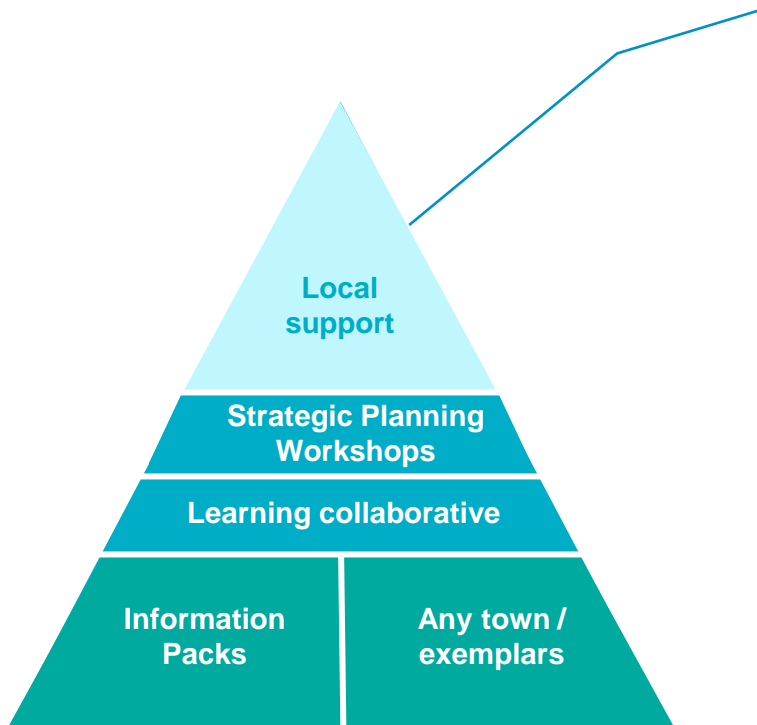 Local
support
Strategic Planning
Workshops
Learning collaborative
Information
Packs
Any town /
exemplars